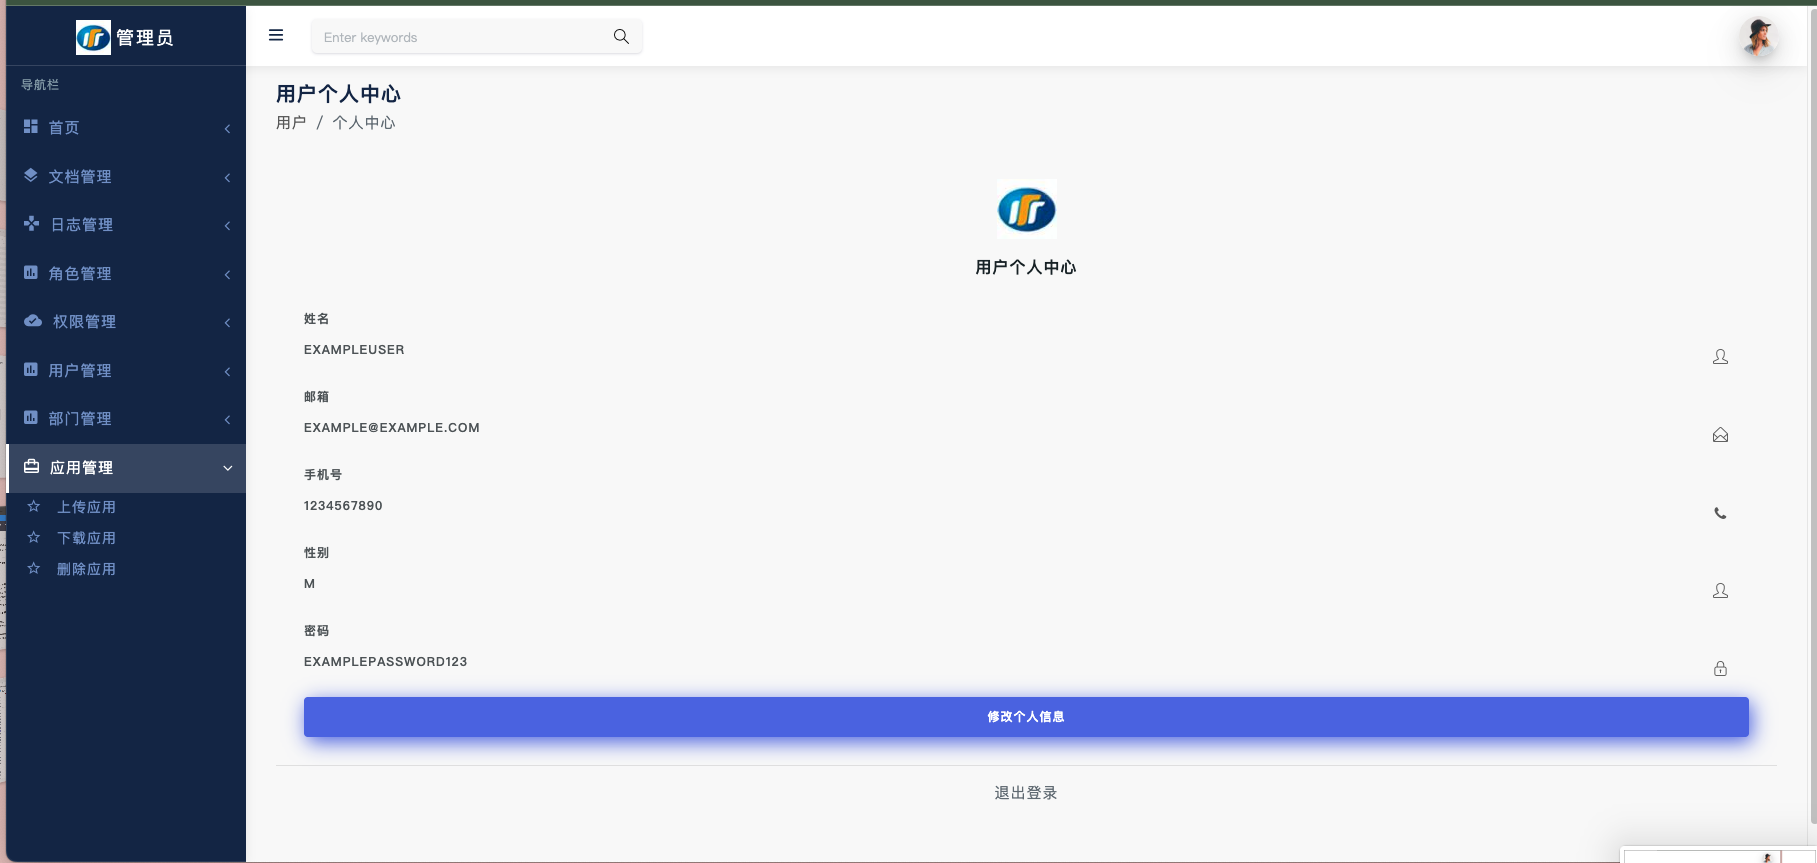 管理员
导航栏
首页
文档管理
日志管理
角色管理
权限管理
用户管理
部门管理
应用管理
上传应用
下载应用
删除应用
Enter keywords
用户个人中心
用户 / 个人中心
用户个人中心
姓名
EXAMPLEUSER
邮箱
EXAMPLE@EXAMPLE.COM
手机号
1234567890
性别
M
密码
EXAMPLEPASSWORD123
修改个人信息
退出登录